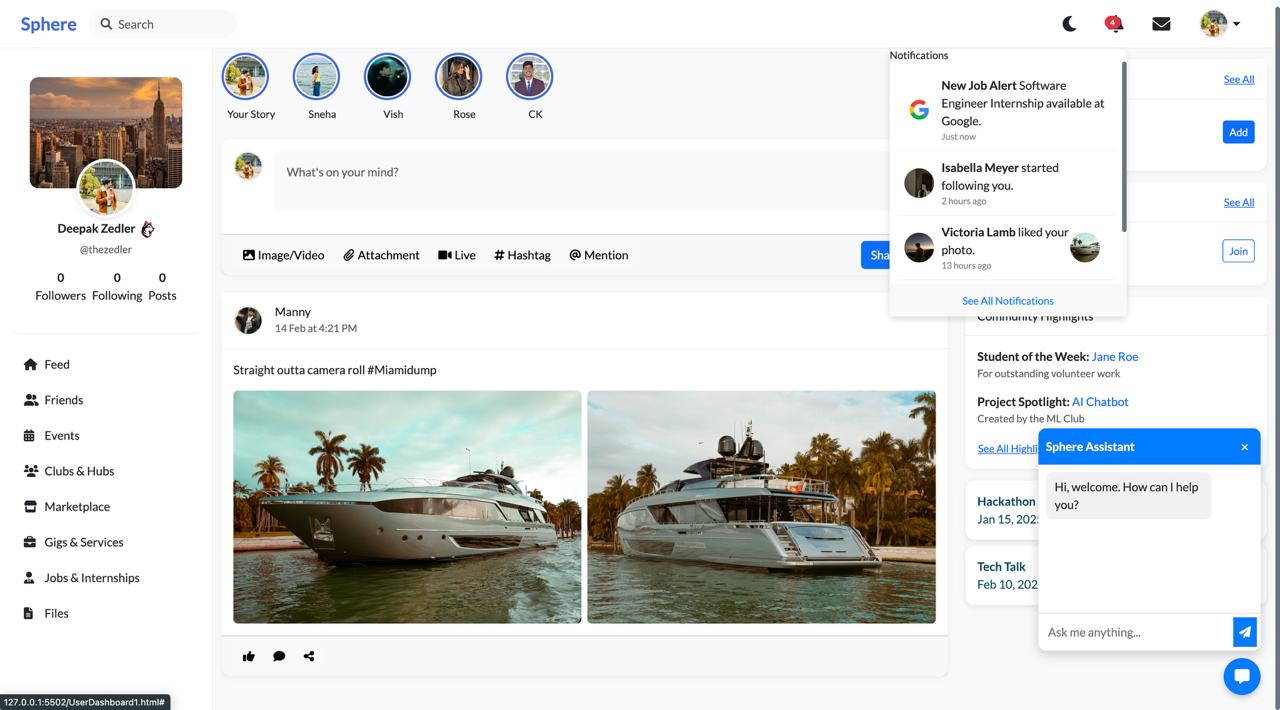 Sphere
Search
4
Your Story
Sneha
Vish
Rose
CK
Deepak Zedler
@thezedler
0
0
0
Followers
Following
Posts
Feed
Friends
Events
Clubs & Hubs
Marketplace
Gigs & Services
Jobs & Internships
Files
What's on your mind?
Image/Video
Attachment
Live
# Hashtag
@ Mention
Sha
Manny
14 Feb at 4:21 PM
Straight outta camera roll #Miamidump
Notifications
New Job Alert Software
Engineer Internship available at
Google.
Just now
Isabella Meyer started
following you.
2 hours ago
Victoria Lamb liked your
photo.
13 hours ago
See All Notifications
See All
Add
See All
Join
Community Highlights
Student of the Week: Jane Roe
For outstanding volunteer work
Project Spotlight: AI Chatbot
Created by the ML Club
See All Highli
Hackathon
Jan 15, 202
Tech Talk
Feb 10, 202
Sphere Assistant
×
Hi, welcome. How can I help
you?
Ask me anything...
127.0.0.1:5502/UserDashboard1.html#